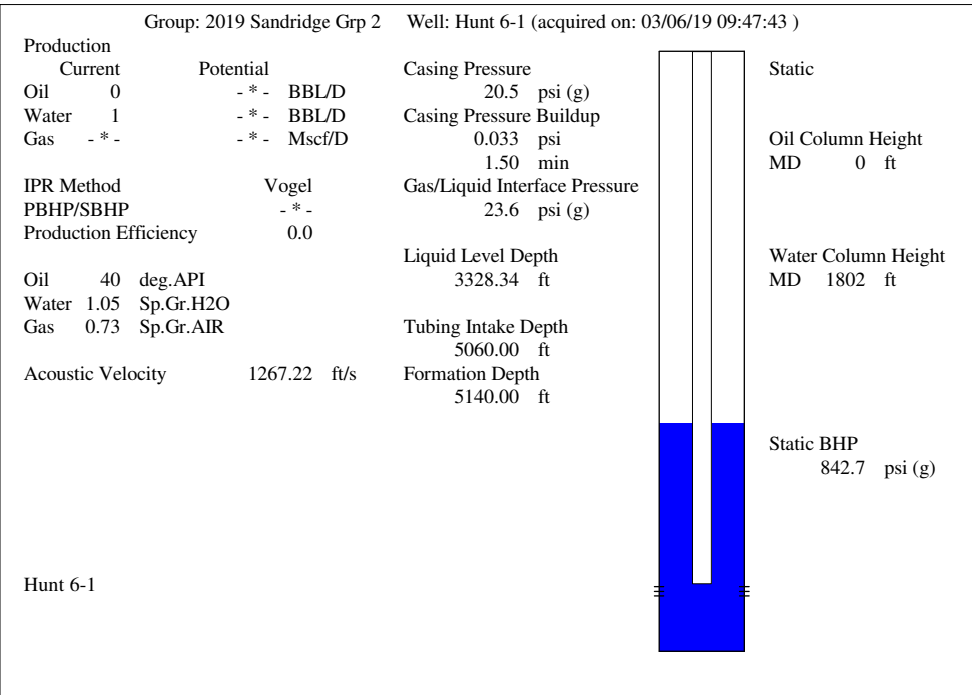 Group: 2019 Sandridge Grp 2 Well: Hunt 6-1 (acquired on: 03/06/19 09:47:43 )
Production
Current Potential
Oil 0 - * - BBL/D
Water 1 - * - BBL/D
Gas - * - - * - Mscf/D
IPR Method Vogel
PBHP/SBHP - * -
Production Efficiency 0.0
Oil 40 deg.API
Water 1.05 Sp.Gr.H2O
Gas 0.73 Sp.Gr.AIR
Acoustic Velocity 1267.22 ft/s
Hunt 6-1
Casing Pressure
20.5 psi (g)
Casing Pressure Buildup
0.033 psi
1.50 min
Gas/Liquid Interface Pressure
23.6 psi (g)
Liquid Level Depth
3328.34 ft
Tubing Intake Depth
5060.00 ft
Formation Depth
5140.00 ft
Static
Oil Column Height
MD 0 ft
Water Column Height
MD 1802 ft
Static BHP
842.7 psi (g)